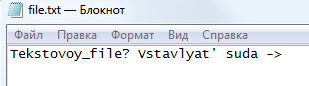 file.txt — Блокнот
Файл Правка Формат Вид Справка
Tekstovoy_file? Vstavlyat' suda ->